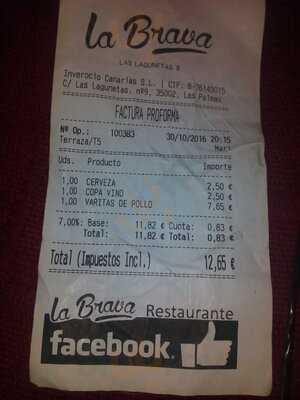 La Brava
LAS LAGUNETAS 9
Inverocio Canarias S.L. | CIF: B-76149015
C/ Las Lagunetas, nº9, 35002, Las Palmas
FACTURA PROFORMA
Nº Op.: 100383 30/10/2016 20:15
Terraza/T5 Mari
Uds. Producto Importe
1,00 CERVEZA 2,50 €
1,00 COPA VINO 2,50 €
1,00 VARITAS DE POLLO 7,65 €
7,00% Base: 11,82 € Cuota: 0,83 €
Total: 11,82 € Total: 0,83 €
Total (Impuestos Incl.) 12,65 €
La Brava Restaurante
facebook